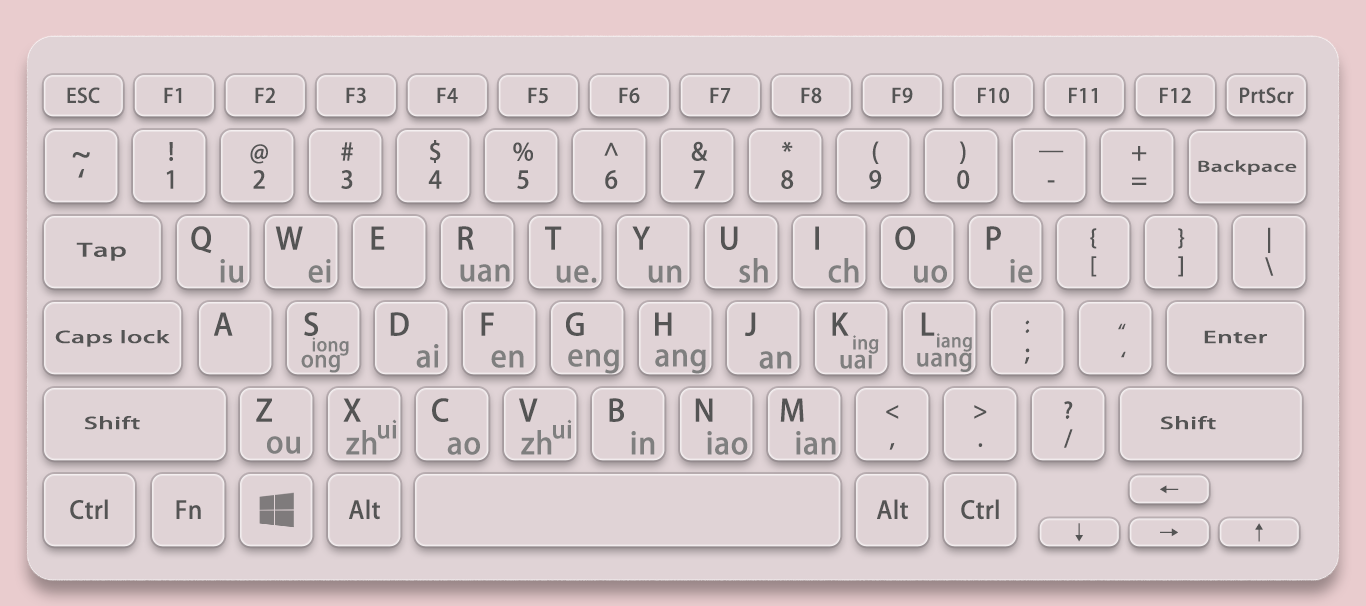 ESC F1 F2 F3 F4 F5 F6 F7 F8 F9 F10 F11 F12 PrtScr
~ ! @ # $ % ^ & * ( ) — + Backpace
‘ 1 2 3 4 5 6 7 8 9 0 - =
Tap Q W E R T Y U I O P { } |
iu ei uan ue. un sh ch uo ie [ ] \
Caps lock A S D F G H J K L : “ Enter
iong ing iang
ong ai en eng ang an uai uang ; ‘
Shift Z X C V B N M < > ? Shift
ui ui
ou zh ao zh in iao ian , . /
Ctrl Fn Alt Alt Ctrl ←
↓ → ↑